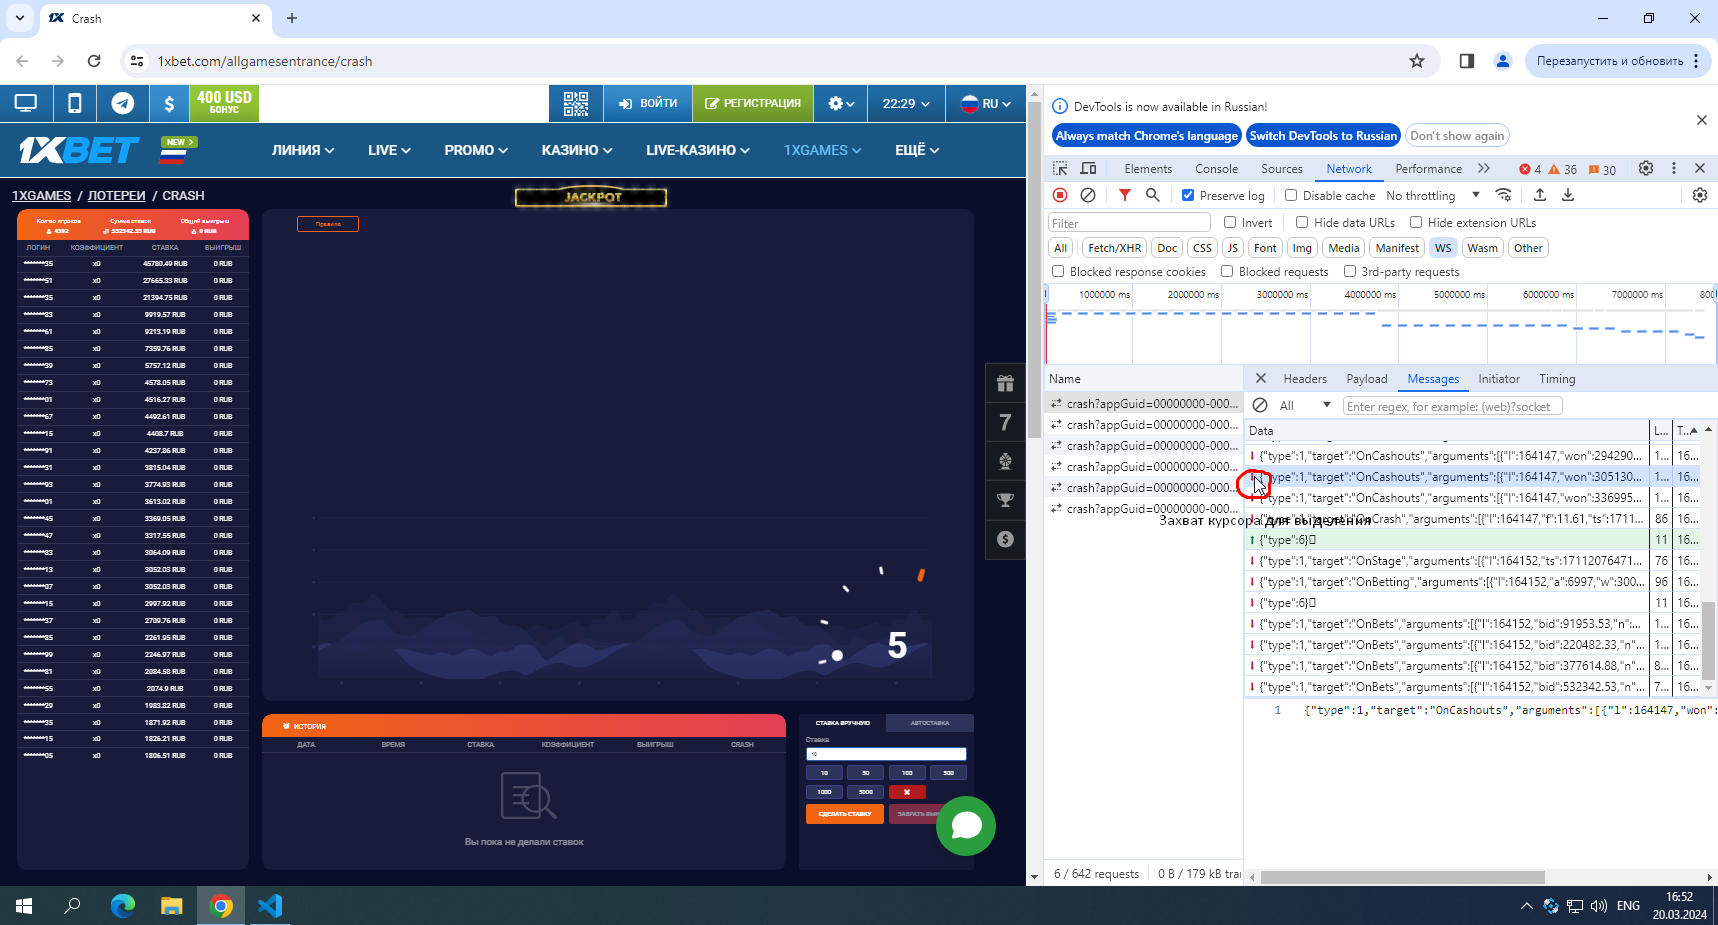 Crash
1xbet.com/allgamesentrance/crash
Перезапустить и обновить
$
400 USD
БОНУС
ВОЙТИ
РЕГИСТРАЦИЯ
22:29
RU
1XBET
NEW
ЛИНИЯ
LIVE
PROMO
КАЗИНО
LIVE-КАЗИНО
1XGAMES
ЕЩЁ
1XGAMES / ЛОТЕРЕИ / CRASH
JACKPOT
Кол-во игроков Сумма ставок Общий выигрыш
4392 532342.53 RUB 0 RUB
ЛОГИН КОЭФФИЦИЕНТ СТАВКА ВЫИГРЫШ
*******35 x0 45780.49 RUB 0 RUB
*******51 x0 27665.33 RUB 0 RUB
*******35 x0 21394.75 RUB 0 RUB
*******83 x0 9919.57 RUB 0 RUB
*******61 x0 9213.19 RUB 0 RUB
*******85 x0 7359.76 RUB 0 RUB
*******39 x0 5757.12 RUB 0 RUB
*******73 x0 4578.05 RUB 0 RUB
*******01 x0 4516.27 RUB 0 RUB
*******67 x0 4492.61 RUB 0 RUB
*******15 x0 4408.7 RUB 0 RUB
*******91 x0 4237.86 RUB 0 RUB
*******31 x0 3815.04 RUB 0 RUB
*******93 x0 3774.93 RUB 0 RUB
*******01 x0 3613.02 RUB 0 RUB
*******45 x0 3369.05 RUB 0 RUB
*******47 x0 3317.55 RUB 0 RUB
*******83 x0 3064.09 RUB 0 RUB
*******13 x0 3052.03 RUB 0 RUB
*******07 x0 3052.03 RUB 0 RUB
*******15 x0 2997.92 RUB 0 RUB
*******37 x0 2709.76 RUB 0 RUB
*******85 x0 2261.95 RUB 0 RUB
*******99 x0 2246.97 RUB 0 RUB
*******81 x0 2084.58 RUB 0 RUB
*******55 x0 2074.9 RUB 0 RUB
*******29 x0 1983.82 RUB 0 RUB
*******35 x0 1871.92 RUB 0 RUB
*******15 x0 1826.21 RUB 0 RUB
*******05 x0 1806.51 RUB 0 RUB
Правила
5
7
$
ИСТОРИЯ
ДАТА ВРЕМЯ СТАВКА КОЭФФИЦИЕНТ ВЫИГРЫШ CRASH
Вы пока не делали ставок
СТАВКА ВРУЧНУЮ АВТОСТАВКА
Ставка
10
10 50 100 500
1000 5000
СДЕЛАТЬ СТАВКУ
DevTools is now available in Russian!
Always match Chrome's language Switch DevTools to Russian Don't show again
Elements Console Sources Network Performance 4 36 30
Preserve log Disable cache No throttling
Filter Invert Hide data URLs Hide extension URLs
All Fetch/XHR Doc CSS JS Font Img Media Manifest WS Wasm Other
Blocked response cookies Blocked requests 3rd-party requests
1000000 ms 2000000 ms 3000000 ms 4000000 ms 5000000 ms 6000000 ms 7000000 ms 800
Name
crash?appGuid=00000000-000...
crash?appGuid=00000000-000...
crash?appGuid=00000000-000...
crash?appGuid=00000000-000...
crash?appGuid=00000000-000...
crash?appGuid=00000000-000...
Headers Payload Messages Initiator Timing
All Enter regex, for example: (web)?socket
Data L... T...
{"type":1,"target":"OnCashouts","arguments":[{"l":164147,"won":294290... 1... 16...
"type":1,"target":"OnCashouts","arguments":[{"l":164147,"won":305130... 1... 16...
"type":1,"target":"OnCashouts","arguments":[{"l":164147,"won":336995... 1... 16...
Захват курсора для выделения
{"type":1,"target":"OnCrash","arguments":[{"l":164147,"f":11.61,"ts":1711... 86 16...
{"type":6} 11 16...
{"type":1,"target":"OnStage","arguments":[{"l":164152,"ts":171112076471... 76 16...
{"type":1,"target":"OnBetting","arguments":[{"l":164152,"a":6997,"w":300... 96 16...
{"type":6} 11 16...
{"type":1,"target":"OnBets","arguments":[{"l":164152,"bid":91953.53,"n":... 1... 16...
{"type":1,"target":"OnBets","arguments":[{"l":164152,"bid":220482.33,"n"... 1... 16...
{"type":1,"target":"OnBets","arguments":[{"l":164152,"bid":377614.88,"n"... 8... 16...
{"type":1,"target":"OnBets","arguments":[{"l":164152,"bid":532342.53,"n"... 7... 16...
1 {"type":1,"target":"OnCashouts","arguments":[{"l":164147,"won":
6 / 642 requests 0 B / 179 kB tra
ENG
16:52
20.03.2024